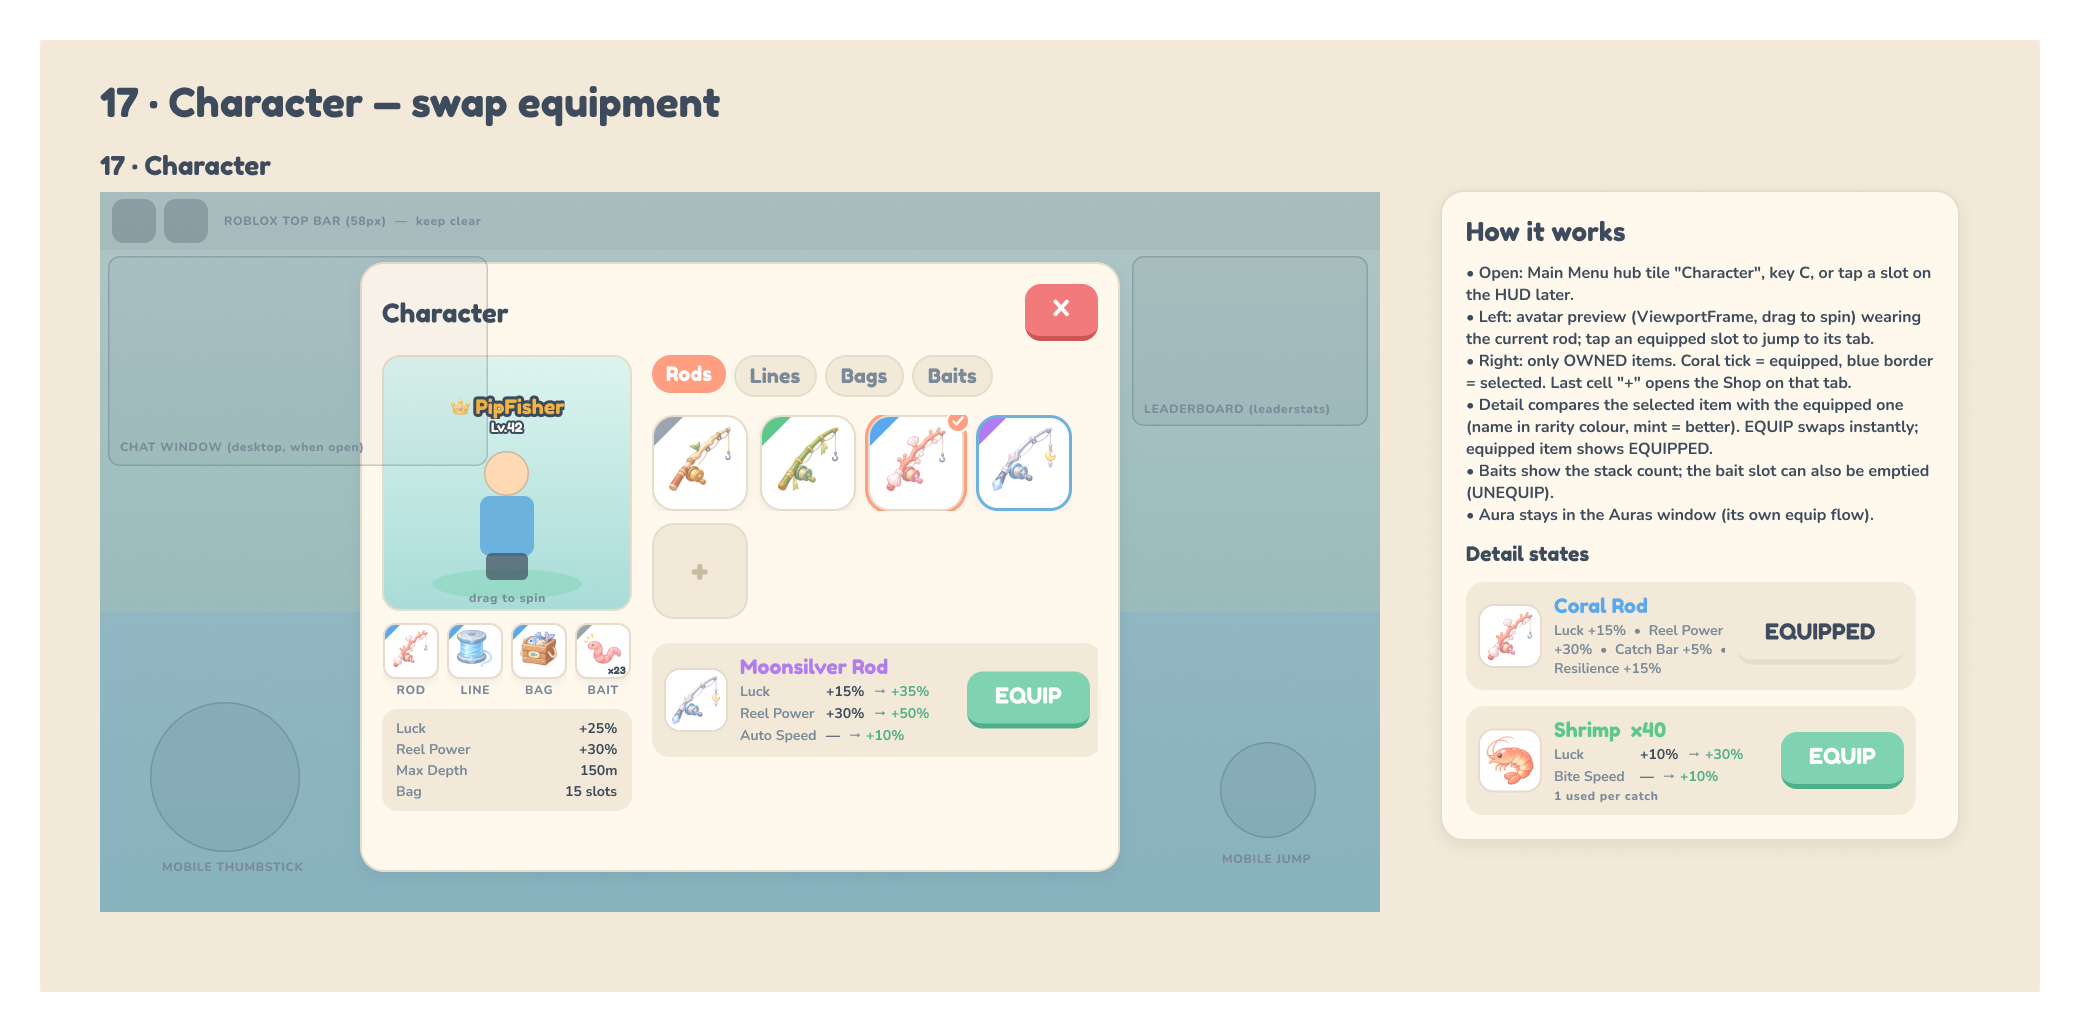 17 · Character — swap equipment
17 · Character
ROBLOX TOP BAR (58px) — keep clear
CHAT WINDOW (desktop, when open)
LEADERBOARD (leaderstats)
MOBILE THUMBSTICK
MOBILE JUMP
Character
×
PipFisher
Lv.42
drag to spin
x23
ROD LINE BAG BAIT
Luck +25%
Reel Power +30%
Max Depth 150m
Bag 15 slots
Rods Lines Bags Baits
+
Moonsilver Rod
Luck +15% → +35%
Reel Power +30% → +50%
Auto Speed — → +10%
EQUIP
How it works
• Open: Main Menu hub tile "Character", key C, or tap a slot on
the HUD later.
• Left: avatar preview (ViewportFrame, drag to spin) wearing
the current rod; tap an equipped slot to jump to its tab.
• Right: only OWNED items. Coral tick = equipped, blue border
= selected. Last cell "+" opens the Shop on that tab.
• Detail compares the selected item with the equipped one
(name in rarity colour, mint = better). EQUIP swaps instantly;
equipped item shows EQUIPPED.
• Baits show the stack count; the bait slot can also be emptied
(UNEQUIP).
• Aura stays in the Auras window (its own equip flow).
Detail states
Coral Rod
Luck +15% • Reel Power
+30% • Catch Bar +5% •
Resilience +15%
EQUIPPED
Shrimp x40
Luck +10% → +30%
Bite Speed — → +10%
1 used per catch
EQUIP